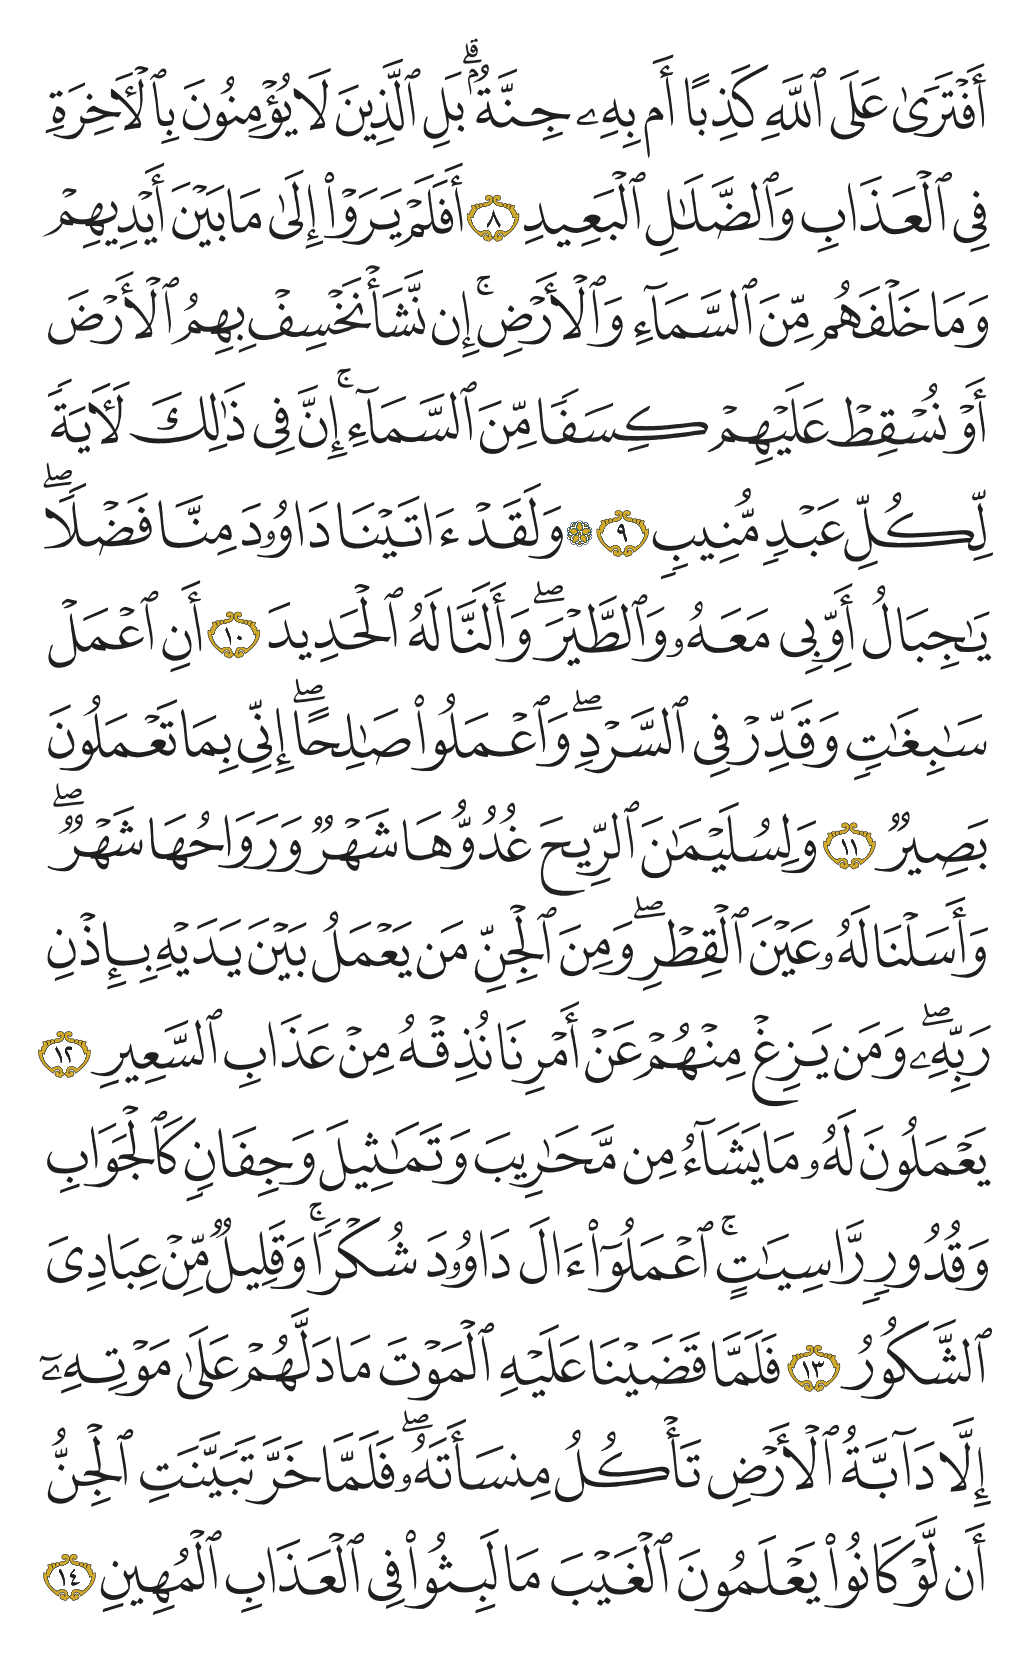 أَفْتَرَىٰ عَلَى ٱللَّهِ كَذِبًا أَم بِهِۦ جِنَّةُۢ ۗ بَلِ ٱلَّذِينَ لَا يُؤْمِنُونَ بِٱلْأَخِرَةِ
فِى ٱلْعَذَابِ وَٱلضَّلَٰلِ ٱلْبَعِيدِ ٨ أَفَلَمْ يَرَوْا۟ إِلَىٰ مَا بَيْنَ أَيْدِيهِمْ
وَمَا خَلْفَهُم مِّنَ ٱلسَّمَآءِ وَٱلْأَرْضِ ۚ إِن نَّشَأْ نَخْسِفْ بِهِمُ ٱلْأَرْضَ
أَوْ نُسْقِطْ عَلَيْهِمْ كِسَفًا مِّنَ ٱلسَّمَآءِ ۚ إِنَّ فِى ذَٰلِكَ لَأَيَةً
لِّكُلِّ عَبْدٍ مُّنِيبٍ ٩ ۞ وَلَقَدْ ءَاتَيْنَا دَاوُۥدَ مِنَّا فَضْلًا ۖ
يَٰجِبَالُ أَوِّبِى مَعَهُۥ وَٱلطَّيْرَ ۖ وَأَلَنَّا لَهُ ٱلْحَدِيدَ ١٠ أَنِ ٱعْمَلْ
سَٰبِغَٰتٍ وَقَدِّرْ فِى ٱلسَّرْدِ ۖ وَٱعْمَلُوا۟ صَٰلِحًا ۖ إِنِّى بِمَا تَعْمَلُونَ
بَصِيرٌ ١١ وَلِسُلَيْمَٰنَ ٱلرِّيحَ غُدُوُّهَا شَهْرٌ وَرَوَاحُهَا شَهْرٌ ۖ
وَأَسَلْنَا لَهُۥ عَيْنَ ٱلْقِطْرِ ۖ وَمِنَ ٱلْجِنِّ مَن يَعْمَلُ بَيْنَ يَدَيْهِ بِإِذْنِ
رَبِّهِۦ ۖ وَمَن يَزِغْ مِنْهُمْ عَنْ أَمْرِنَا نُذِقْهُ مِنْ عَذَابِ ٱلسَّعِيرِ ١٢
يَعْمَلُونَ لَهُۥ مَا يَشَآءُ مِن مَّحَٰرِيبَ وَتَمَٰثِيلَ وَجِفَانٍ كَٱلْجَوَابِ
وَقُدُورٍ رَّاسِيَٰتٍ ۚ ٱعْمَلُوٓا۟ ءَالَ دَاوُۥدَ شُكْرًا ۚ وَقَلِيلٌ مِّنْ عِبَادِىَ
ٱلشَّكُورُ ١٣ فَلَمَّا قَضَيْنَا عَلَيْهِ ٱلْمَوْتَ مَا دَلَّهُمْ عَلَىٰ مَوْتِهِۦٓ
إِلَّا دَآبَّةُ ٱلْأَرْضِ تَأْكُلُ مِنسَأَتَهُۥ ۖ فَلَمَّا خَرَّ تَبَيَّنَتِ ٱلْجِنُّ
أَن لَّوْ كَانُوا۟ يَعْلَمُونَ ٱلْغَيْبَ مَا لَبِثُوا۟ فِى ٱلْعَذَابِ ٱلْمُهِينِ ١٤